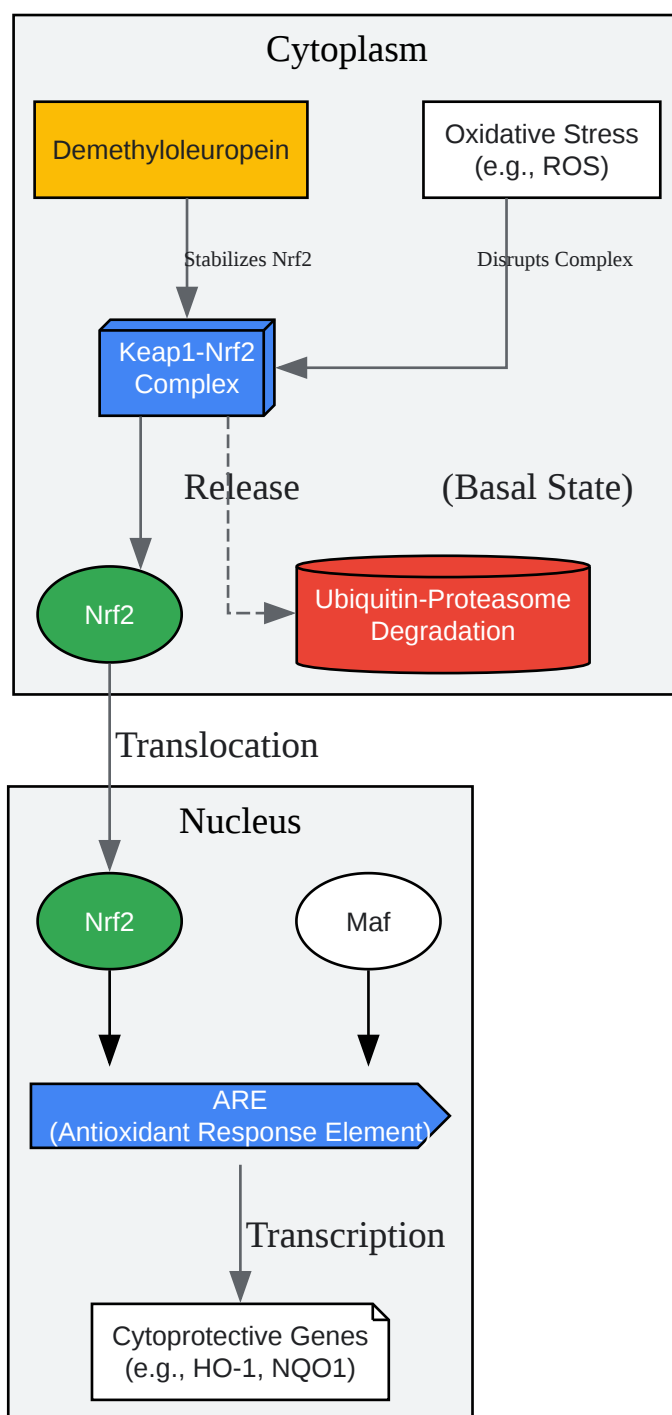 Cytoplasm
Demethyloleuropein
Oxidative Stress
(e.g., ROS)
Stabilizes Nrf2
Disrupts Complex
Keap1-Nrf2
Complex
Release
(Basal State)
Nrf2
Ubiquitin-Proteasome
Degradation
Translocation
Nucleus
Nrf2
Maf
ARE
(Antioxidant Response Element)
Transcription
Cytoprotective Genes
(e.g., HO-1, NQO1)